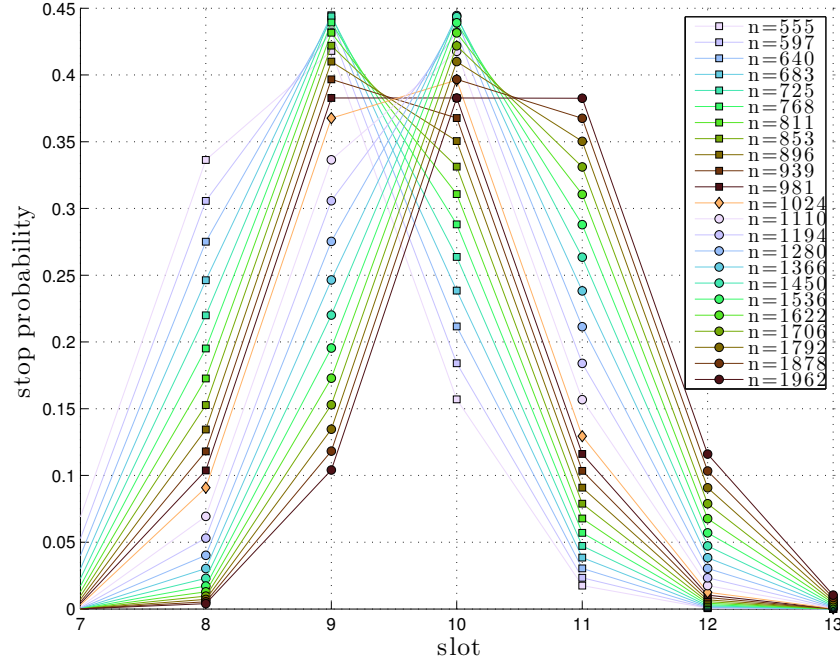 0.45
0.4
0.35
0.3
0.25
0.2
0.15
0.1
0.05
0
stop probability
7
8
9
10
11
12
13
slot
n=555
n=597
n=640
n=683
n=725
n=768
n=811
n=853
n=896
n=939
n=981
n=1024
n=1110
n=1194
n=1280
n=1366
n=1450
n=1536
n=1622
n=1706
n=1792
n=1878
n=1962